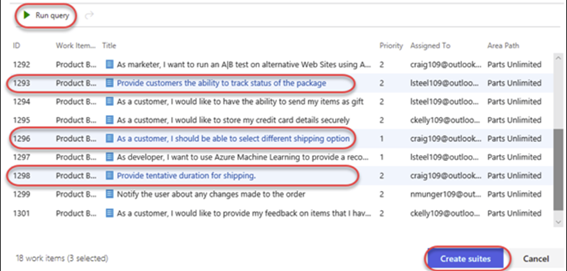 Run query
ID Work Item... Title Priority Assigned To Area Path
1292 Product B... As marketer, I want to run an A|B test on alternative Web Sites using A... 2 craig109@outlook... Parts Unlimited
1293 Product B... Provide customers the ability to track status of the package 2 lsteel109@outloo... Parts Unlimited
1294 Product B... As a customer, I would like to have the ability to send my items as gift 2 lsteel109@outloo... Parts Unlimited
1295 Product B... As a customer, I would like to store my credit card details securely 2 ckelly109@outloo... Parts Unlimited
1296 Product B... As a customer, I should be able to select different shipping option 1 craig109@outlook... Parts Unlimited
1297 Product B... As developer, I want to use Azure Machine Learning to provide a reco... 1 lsteel109@outloo... Parts Unlimited
1298 Product B... Provide tentative duration for shipping. 2 craig109@outlook... Parts Unlimited
1299 Product B... Notify the user about any changes made to the order 2 nmunger109@outl... Parts Unlimited
1301 Product B... As a customer, I would like to provide my feedback on items that I hav... 2 ckelly109@outloo... Parts Unlimited
18 work items (3 selected) Create suites Cancel